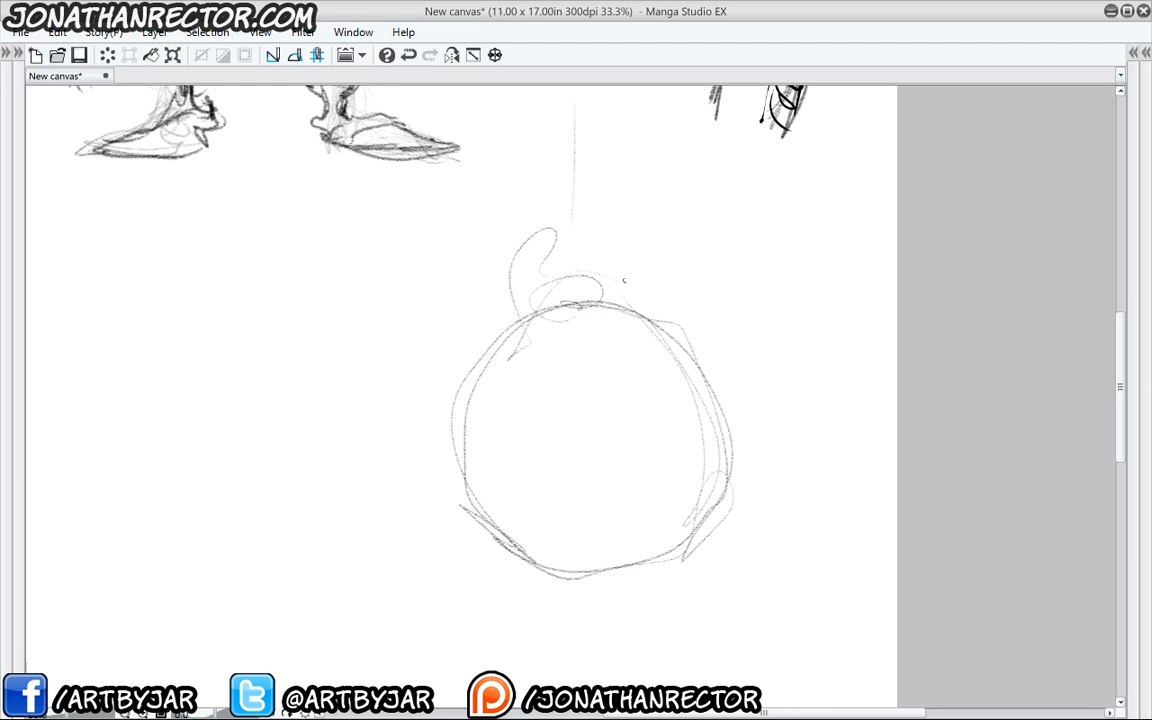 New canvas* (11.00 x 17.00in 300dpi 33.3%) - Manga Studio EX
JONATHANRECTOR.COM
File Edit Story(P) Layer Selection View Filter Window Help
New canvas*
/ARTBYJAR @ARTBYJAR /JONATHANRECTOR